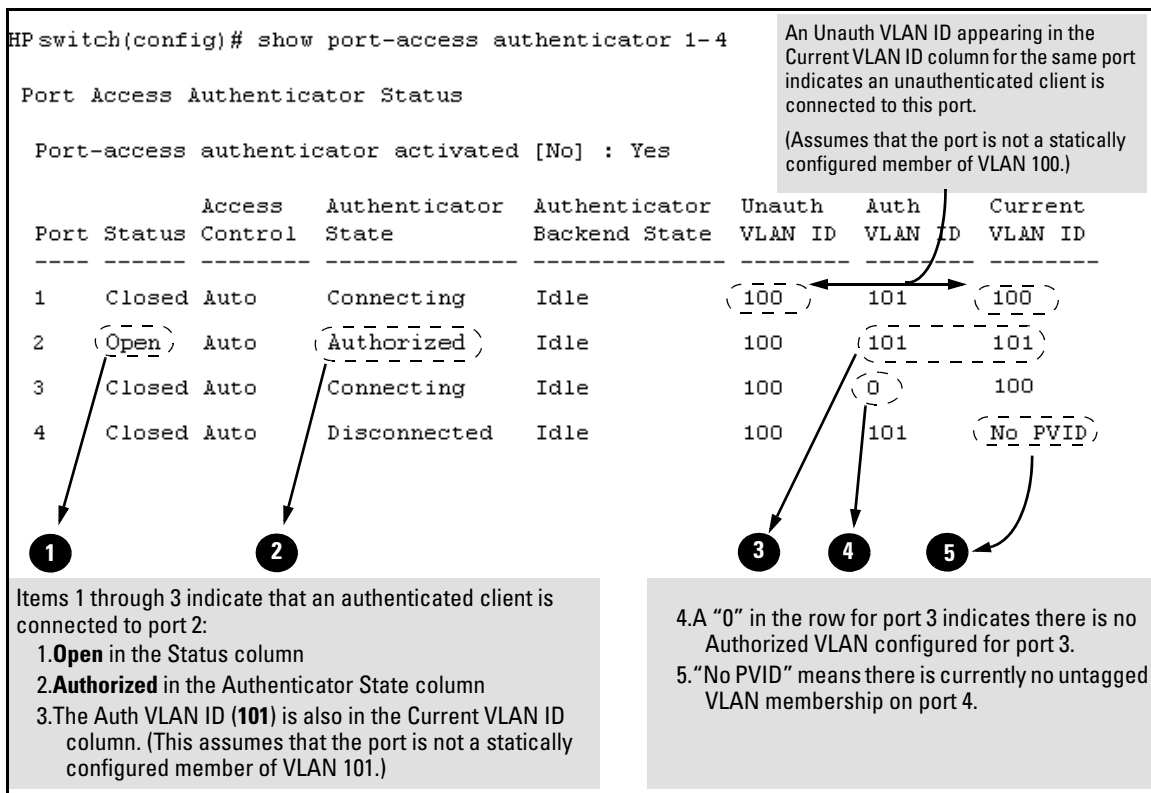 HP switch(config)# show port-access authenticator 1-4
An Unauth VLAN ID appearing in the
Current VLAN ID column for the same port
indicates an unauthenticated client is
connected to this port.
(Assumes that the port is not a statically
configured member of VLAN 100.)
Port Access Authenticator Status
Port-access authenticator activated [No] : Yes
Access Authenticator Authenticator Unauth Auth Current
Port Status Control State Backend State VLAN ID VLAN ID VLAN ID
---- ------ -------- -------------- -------------- -------- -------- --------
1 Closed Auto Connecting Idle 100 101 100
2 Open Auto Authorized Idle 100 101 101
3 Closed Auto Connecting Idle 100 0 100
4 Closed Auto Disconnected Idle 100 101 No PVID
1 2 3 4 5
Items 1 through 3 indicate that an authenticated client is
connected to port 2:
1.Open in the Status column
2.Authorized in the Authenticator State column
3.The Auth VLAN ID (101) is also in the Current VLAN ID
column. (This assumes that the port is not a statically
configured member of VLAN 101.)
4.A “0” in the row for port 3 indicates there is no
Authorized VLAN configured for port 3.
5.“No PVID” means there is currently no untagged
VLAN membership on port 4.